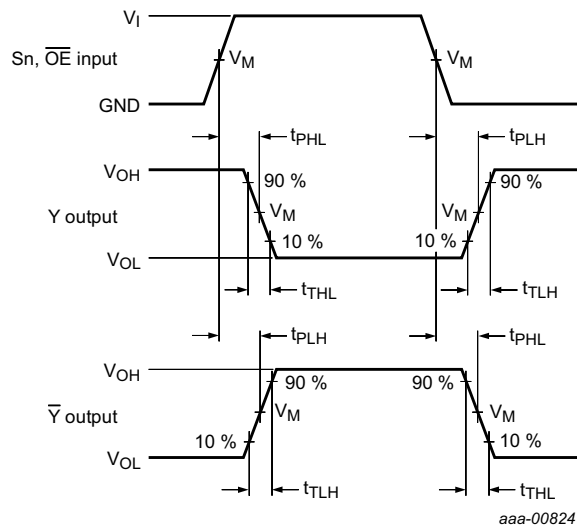 V_I
Sn, O̅E̅ input
V_M V_M
GND
t_PHL t_PLH
V_OH
90 % 90 %
Y output
V_M V_M
10 % 10 %
V_OL
t_THL t_TLH
t_PLH t_PHL
V_OH
90 % 90 %
Y̅ output
V_M V_M
10 % 10 %
V_OL
t_TLH t_THL
aaa-00824